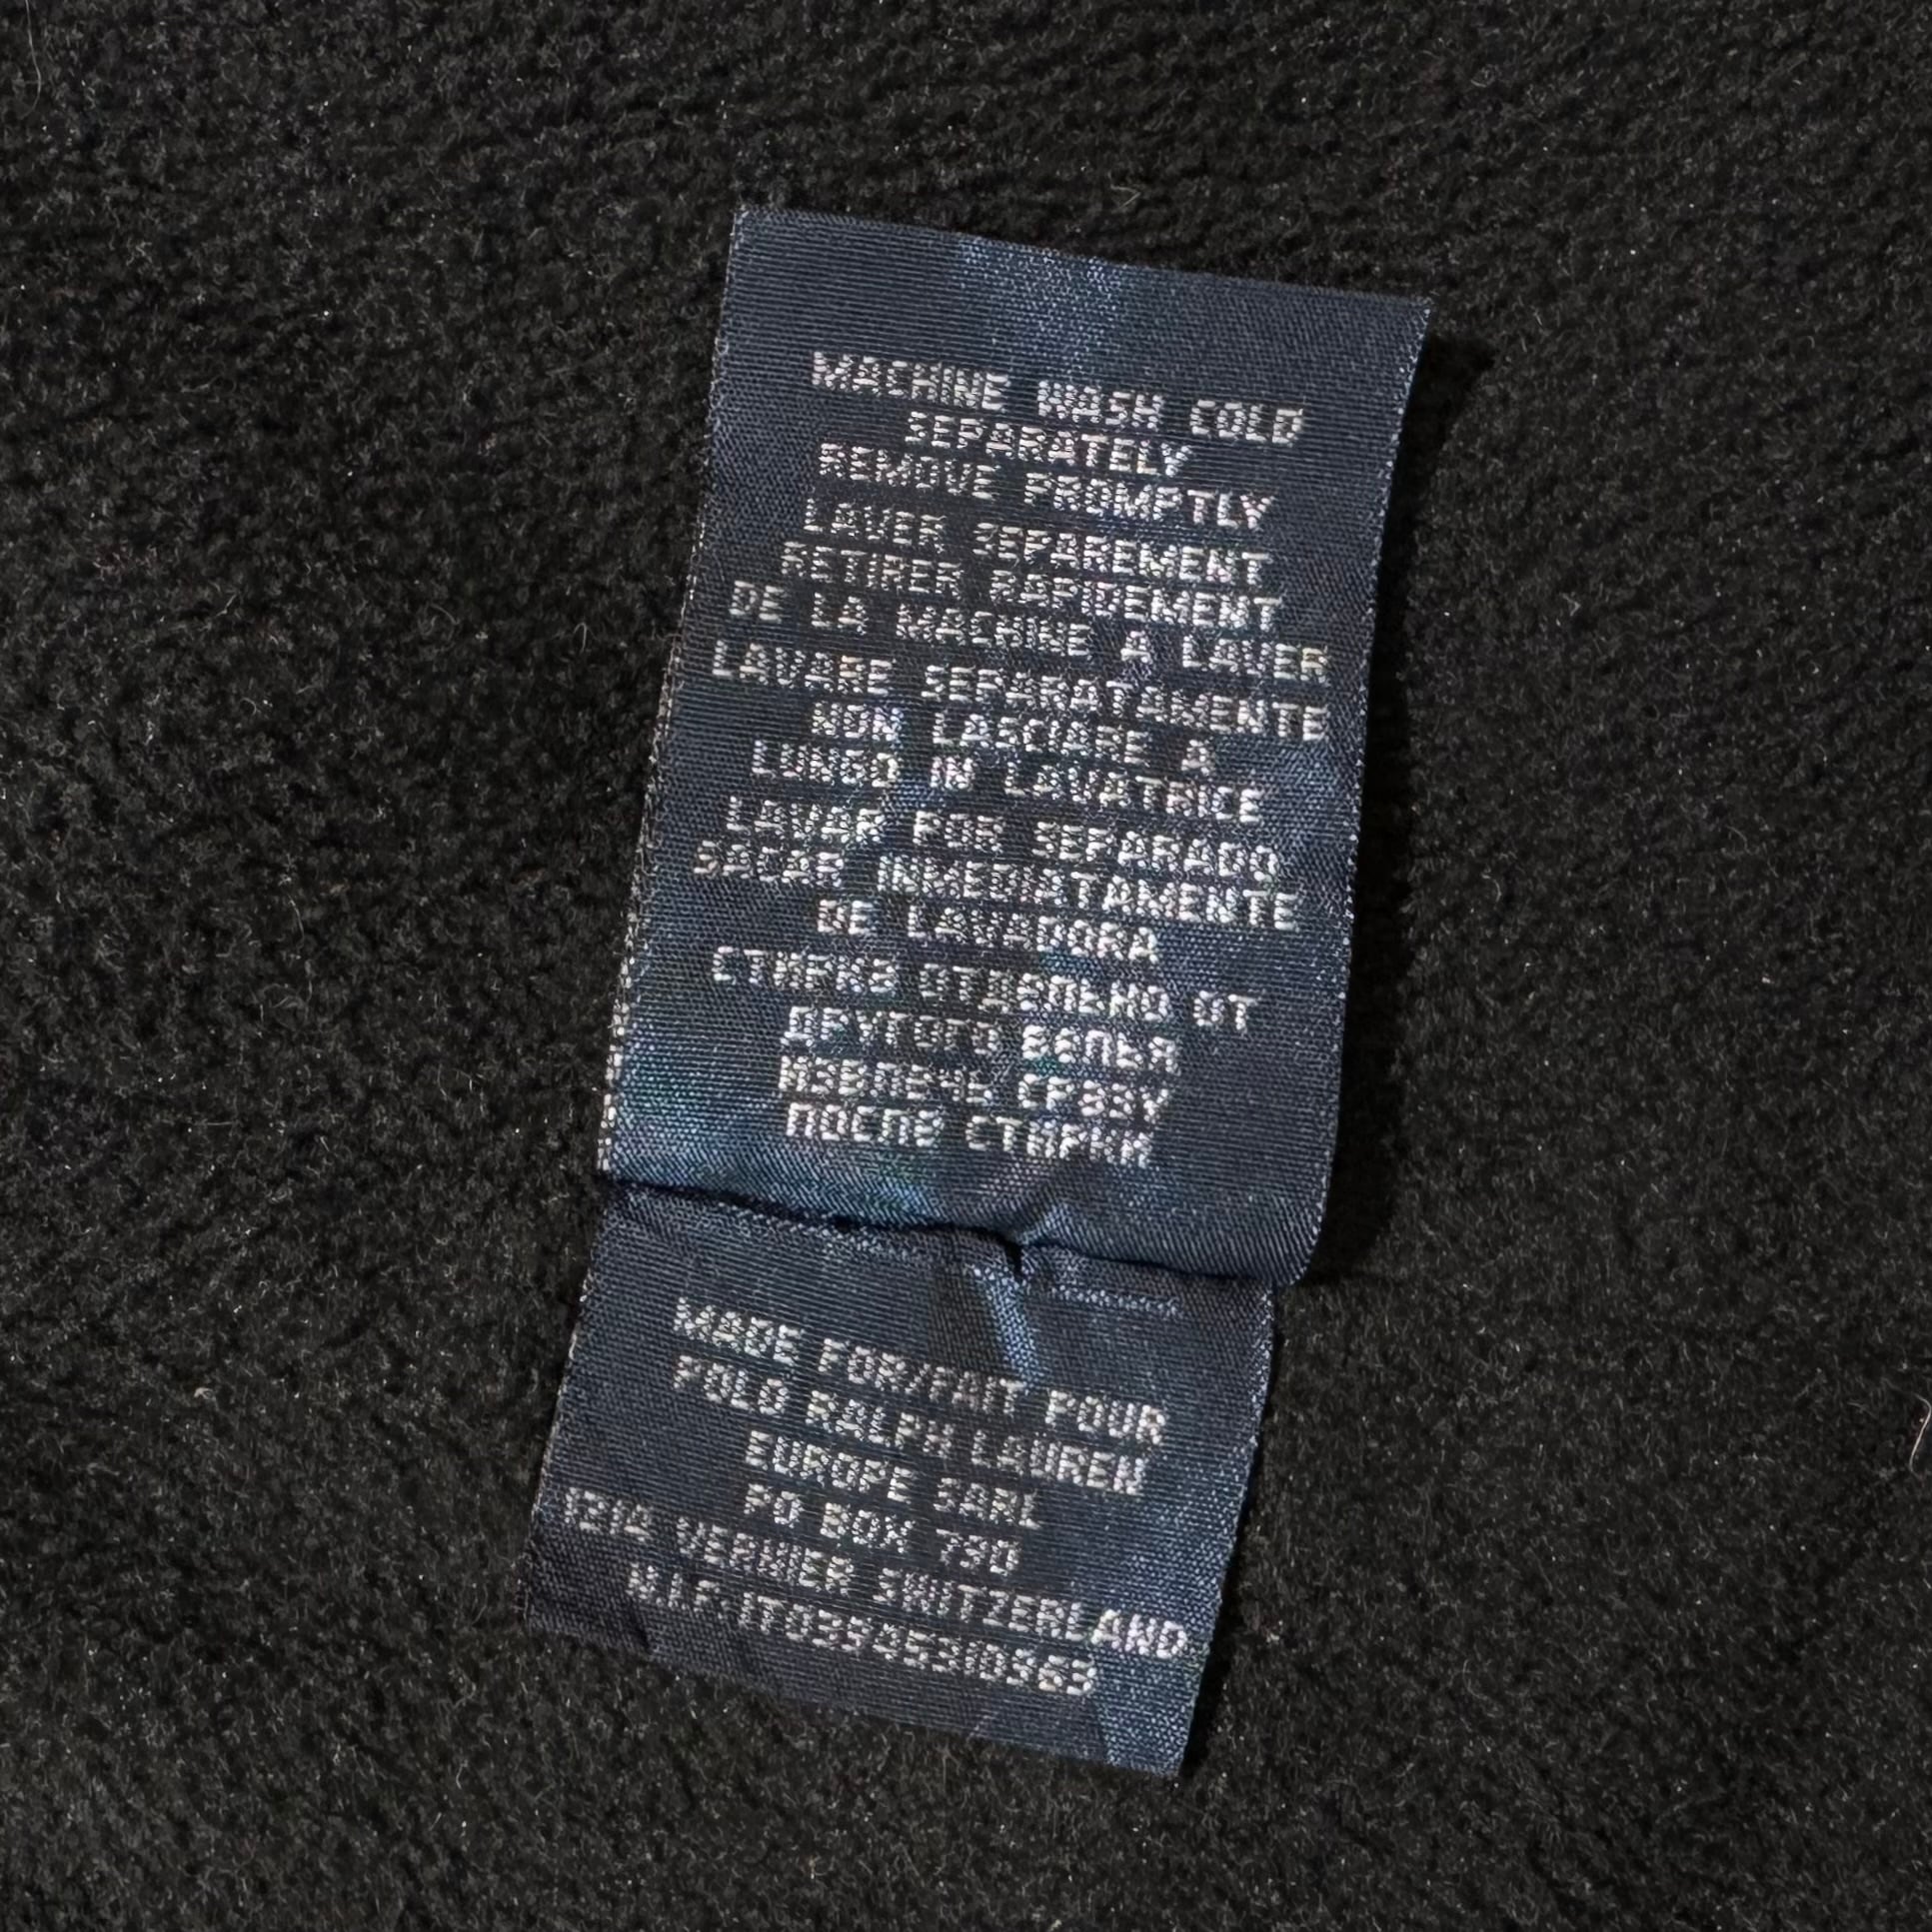 MACHINE WASH COLD
SEPARATELY
REMOVE PROMPTLY
LAVER SEPAREMENT
RETIRER RAPIDEMENT
DE LA MACHINE A LAVER
LAVARE SEPARATAMENTE
NON LASCIARE A
LUNGO IN LAVATRICE
LAVAR POR SEPARADO
SACAR INMEDIATAMENTE
DE LAVADORA
СТИРКА ОТДЕЛЬНО ОТ
ДРУГОГО БЕЛЬЯ
ИЗВЛЕЧЬ СРАЗУ
ПОСЛЕ СТИРКИ
MADE FOR/FAIT POUR
POLO RALPH LAUREN
EUROPE SARL
PO BOX 790
1214 VERNIER SWITZERLAND